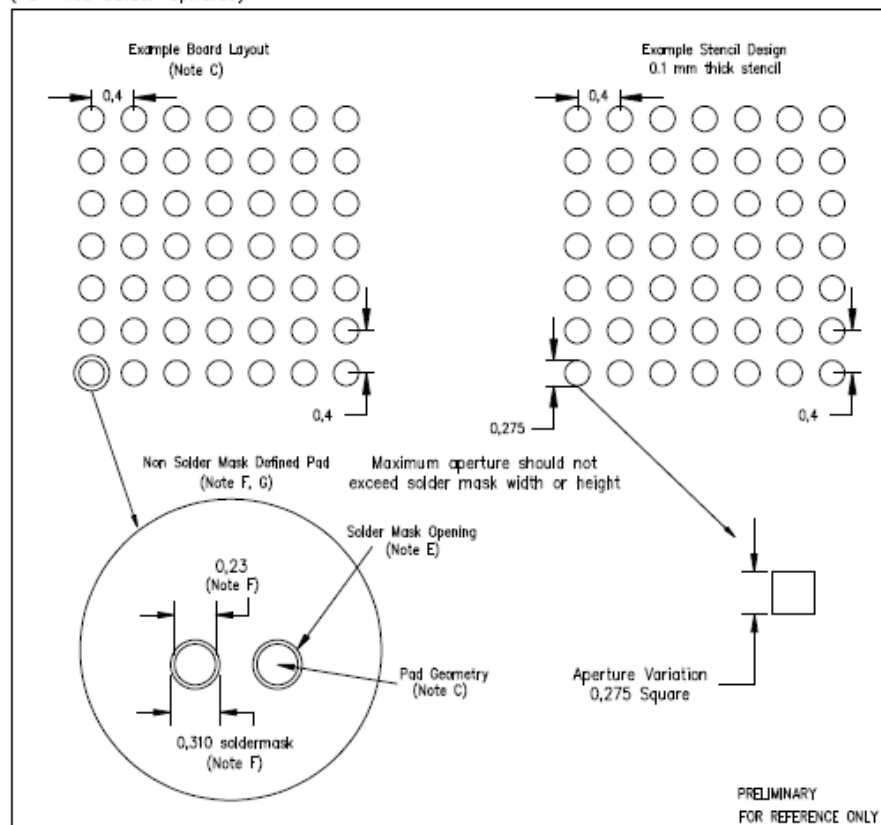 Example Board Layout
(Note C)
0,4
0,4
Example Stencil Design
0.1 mm thick stencil
0,4
0,275
0,4
Non Solder Mask Defined Pad
(Note F, G)
Maximum aperture should not
exceed solder mask width or height
Solder Mask Opening
(Note E)
0,23
(Note F)
Pad Geometry
(Note C)
0,310 soldermask
(Note F)
Aperture Variation
0,275 Square
PRELIMINARY
FOR REFERENCE ONLY